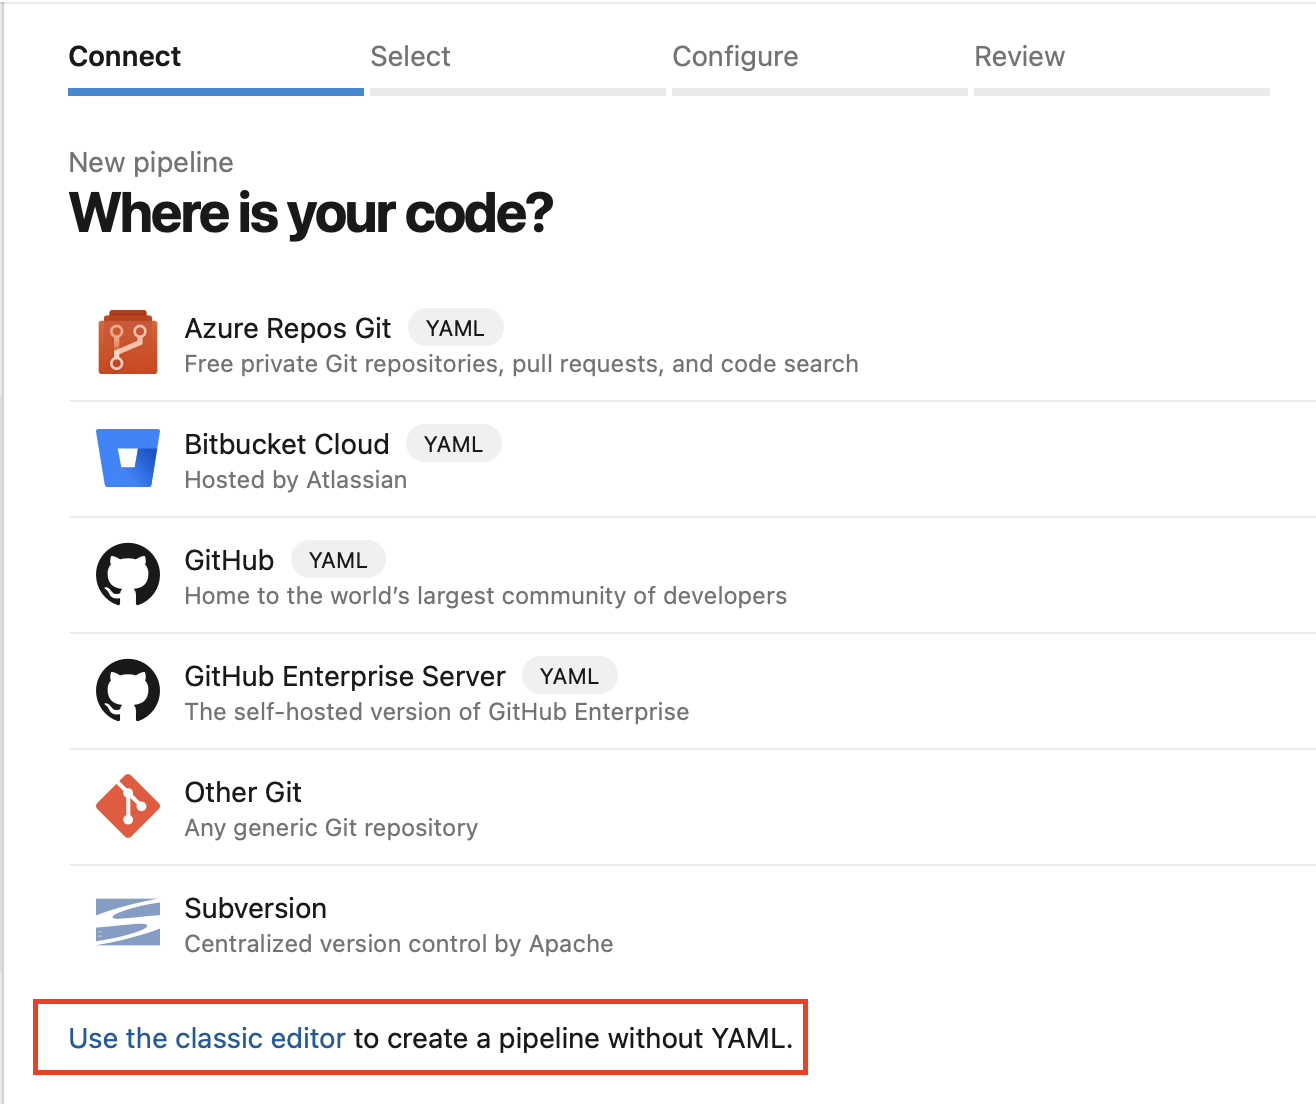 Connect Select Configure Review
New pipeline
Where is your code?
Azure Repos Git YAML
Free private Git repositories, pull requests, and code search
Bitbucket Cloud YAML
Hosted by Atlassian
GitHub YAML
Home to the world’s largest community of developers
GitHub Enterprise Server YAML
The self-hosted version of GitHub Enterprise
Other Git
Any generic Git repository
Subversion
Centralized version control by Apache
Use the classic editor to create a pipeline without YAML.